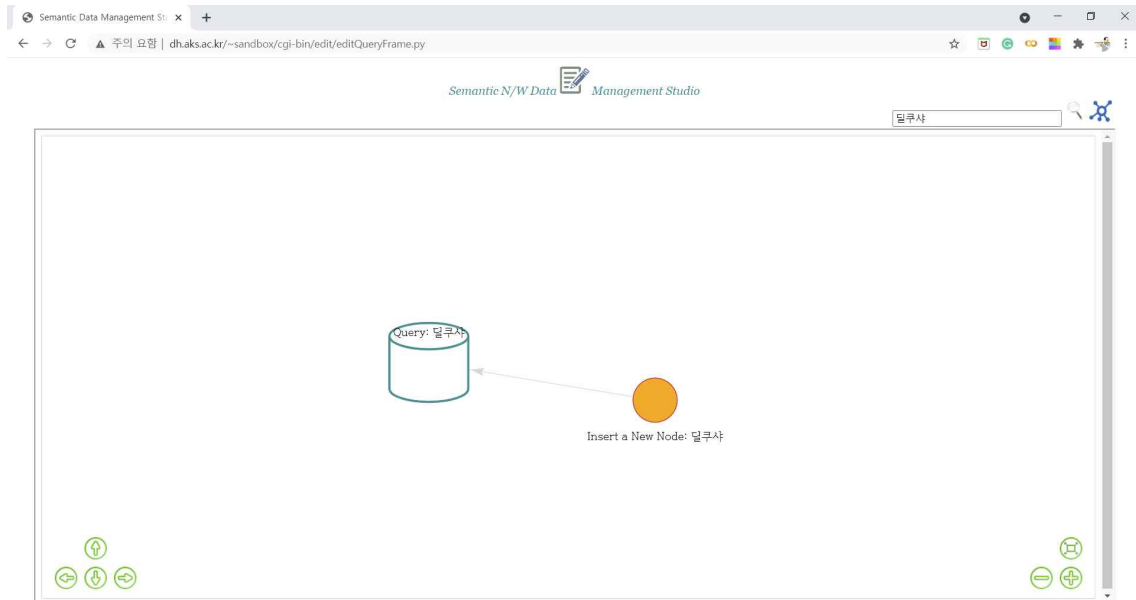 Semantic Data Management St
주의 요함 | dh.aks.ac.kr/~sandbox/cgi-bin/edit/editQueryFrame.py
Semantic N/W Data Management Studio
딜쿠샤
Query: 딜쿠샤
Insert a New Node: 딜쿠샤